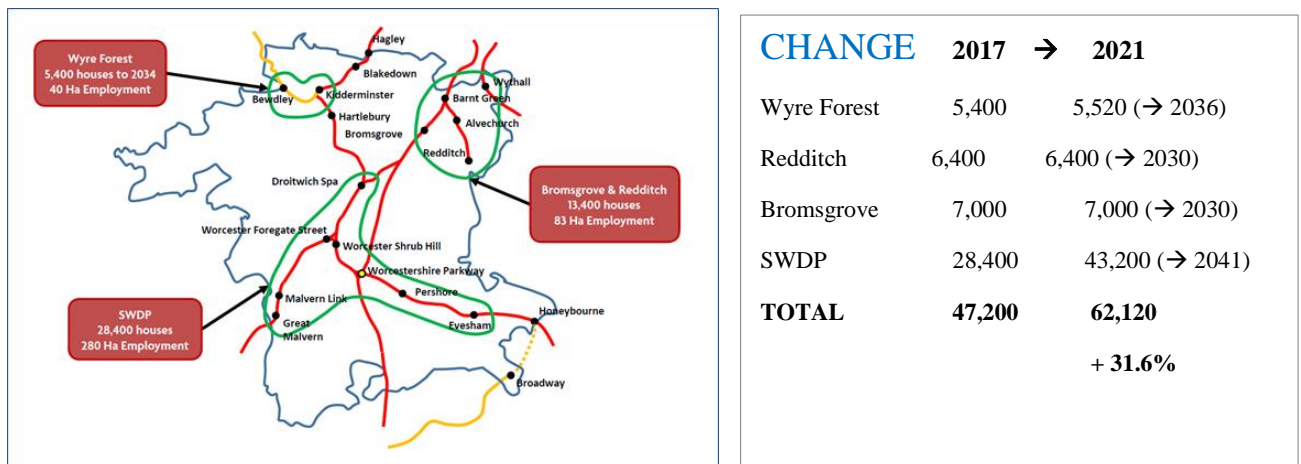 Wyre Forest
5,400 houses to 2034
40 Ha Employment
Hagley
Blakedown
Bewdley
Kidderminster
Hartlebury
Bromsgrove
Wythall
Barnt Green
Alvechurch
Redditch
Droitwich Spa
Bromsgrove & Redditch
13,400 houses
83 Ha Employment
Worcester Foregate Street
Worcester Shrub Hill
Worcestershire Parkway
Pershore
Malvern Link
Great
Malvern
Evesham
Honeybourne
Broadway
SWDP
28,400 houses
280 Ha Employment
CHANGE 2017 → 2021
Wyre Forest 5,400 5,520 (→ 2036)
Redditch 6,400 6,400 (→ 2030)
Bromsgrove 7,000 7,000 (→ 2030)
SWDP 28,400 43,200 (→ 2041)
TOTAL 47,200 62,120
+ 31.6%